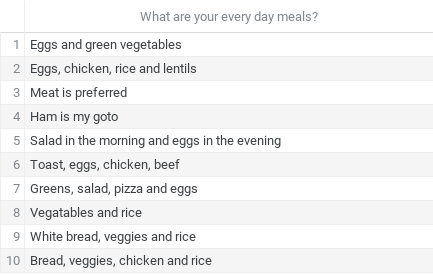 What are your every day meals?
1 Eggs and green vegetables
2 Eggs, chicken, rice and lentils
3 Meat is preferred
4 Ham is my goto
5 Salad in the morning and eggs in the evening
6 Toast, eggs, chicken, beef
7 Greens, salad, pizza and eggs
8 Vegatables and rice
9 White bread, veggies and rice
10 Bread, veggies, chicken and rice